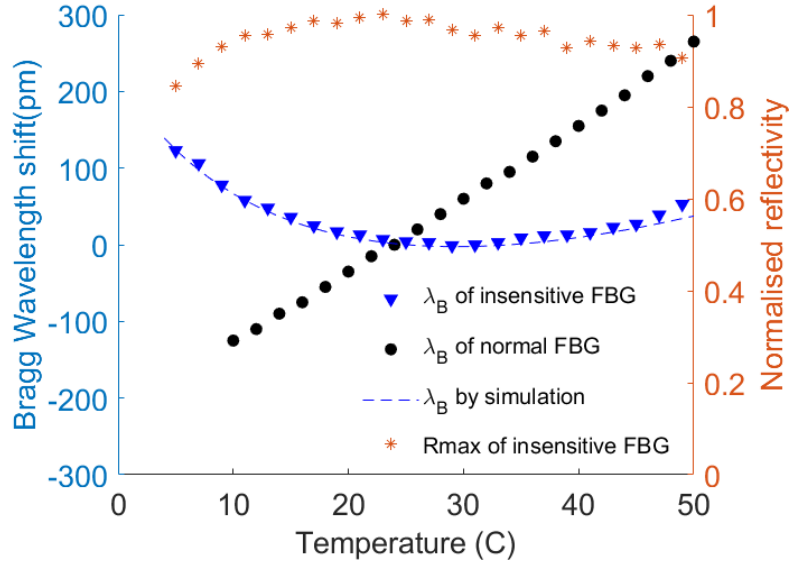 Bragg Wavelength shift(pm)
300
200
100
0
-100
-200
-300
0
10
20
30
40
50
Temperature (C)
1
0.8
0.6
0.4
0.2
0
Normalised reflectivity
λB of insensitive FBG
λB of normal FBG
λB by simulation
Rmax of insensitive FBG